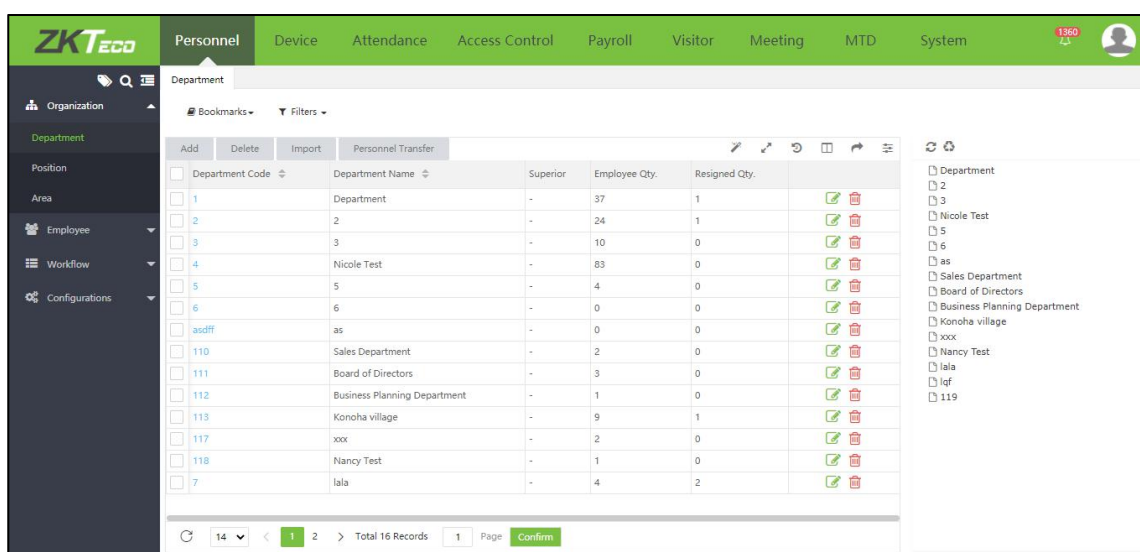 ZKTeco Personnel Device Attendance Access Control Payroll Visitor Meeting MTD System 1360
Department
Organization
Bookmarks Filters
Department
Position
Area
Employee
Workflow
Configurations
Add Delete Import Personnel Transfer
Department Code Department Name Superior Employee Qty. Resigned Qty.
1 Department - 37 1
2 2 - 24 1
3 3 - 10 0
4 Nicole Test - 83 0
5 5 - 4 0
6 6 - 0 0
asdff as - 0 0
110 Sales Department - 2 0
111 Board of Directors - 3 0
112 Business Planning Department - 1 0
113 Konoha village - 9 1
117 xxx - 2 0
118 Nancy Test - 1 0
7 lala - 4 2
14 < 1 2 > Total 16 Records 1 Page Confirm
Department
2
3
Nicole Test
5
6
as
Sales Department
Board of Directors
Business Planning Department
Konoha village
xxx
Nancy Test
lala
lqf
119